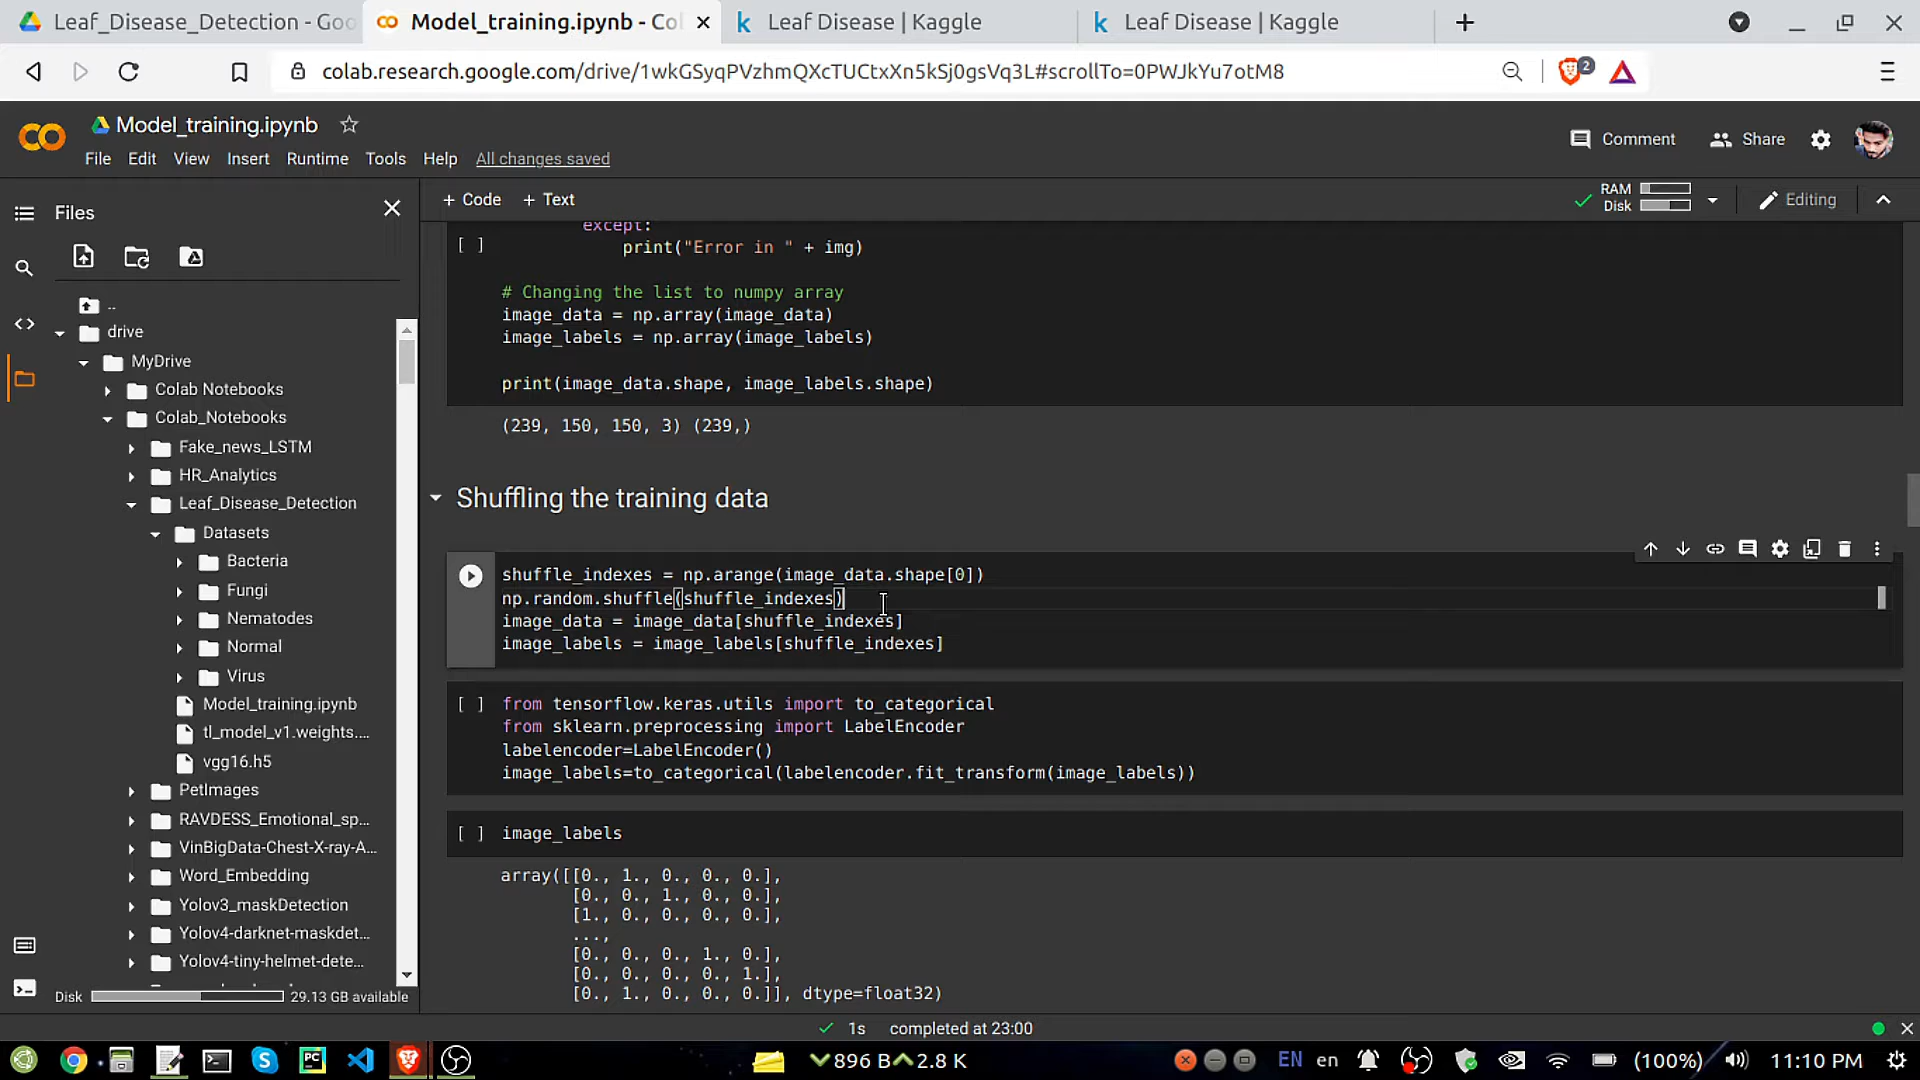 Leaf_Disease_Detection - Goo
Model_training.ipynb - Col
Leaf Disease | Kaggle
Leaf Disease | Kaggle
colab.research.google.com/drive/1wkGSyqPVzhmQXcTUCtxXn5kSj0gsVq3L#scrollTo=0PWJkYu7otM8
2
Model_training.ipynb
Comment
Share
File Edit View Insert Runtime Tools Help All changes saved
Files
+ Code + Text
RAM
Disk
Editing
..
drive
MyDrive
Colab Notebooks
Colab_Notebooks
Fake_news_LSTM
HR_Analytics
Leaf_Disease_Detection
Datasets
Bacteria
Fungi
Nematodes
Normal
Virus
Model_training.ipynb
tl_model_v1.weights....
vgg16.h5
PetImages
RAVDESS_Emotional_sp...
VinBigData-Chest-X-ray-A...
Word_Embedding
Yolov3_maskDetection
Yolov4-darknet-maskdet...
Yolov4-tiny-helmet-dete...
Disk 29.13 GB available
except:
[ ] print("Error in " + img)
# Changing the list to numpy array
image_data = np.array(image_data)
image_labels = np.array(image_labels)
print(image_data.shape, image_labels.shape)
(239, 150, 150, 3) (239,)
Shuffling the training data
shuffle_indexes = np.arange(image_data.shape[0])
np.random.shuffle(shuffle_indexes)
image_data = image_data[shuffle_indexes]
image_labels = image_labels[shuffle_indexes]
[ ] from tensorflow.keras.utils import to_categorical
from sklearn.preprocessing import LabelEncoder
labelencoder=LabelEncoder()
image_labels=to_categorical(labelencoder.fit_transform(image_labels))
[ ] image_labels
array([[0., 1., 0., 0., 0.],
[0., 0., 1., 0., 0.],
[1., 0., 0., 0., 0.],
...,
[0., 0., 0., 1., 0.],
[0., 0., 0., 0., 1.],
[0., 1., 0., 0., 0.]], dtype=float32)
1s completed at 23:00
896 B 2.8 K
EN en (100%) 11:10 PM